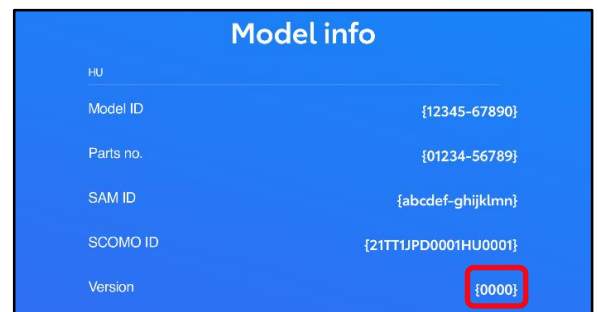 Model info
HU
Model ID {12345-67890}
Parts no. {01234-56789}
SAM ID {abcdef-ghijklmn}
SCOMO ID {21TT1JPD0001HU0001}
Version {0000}